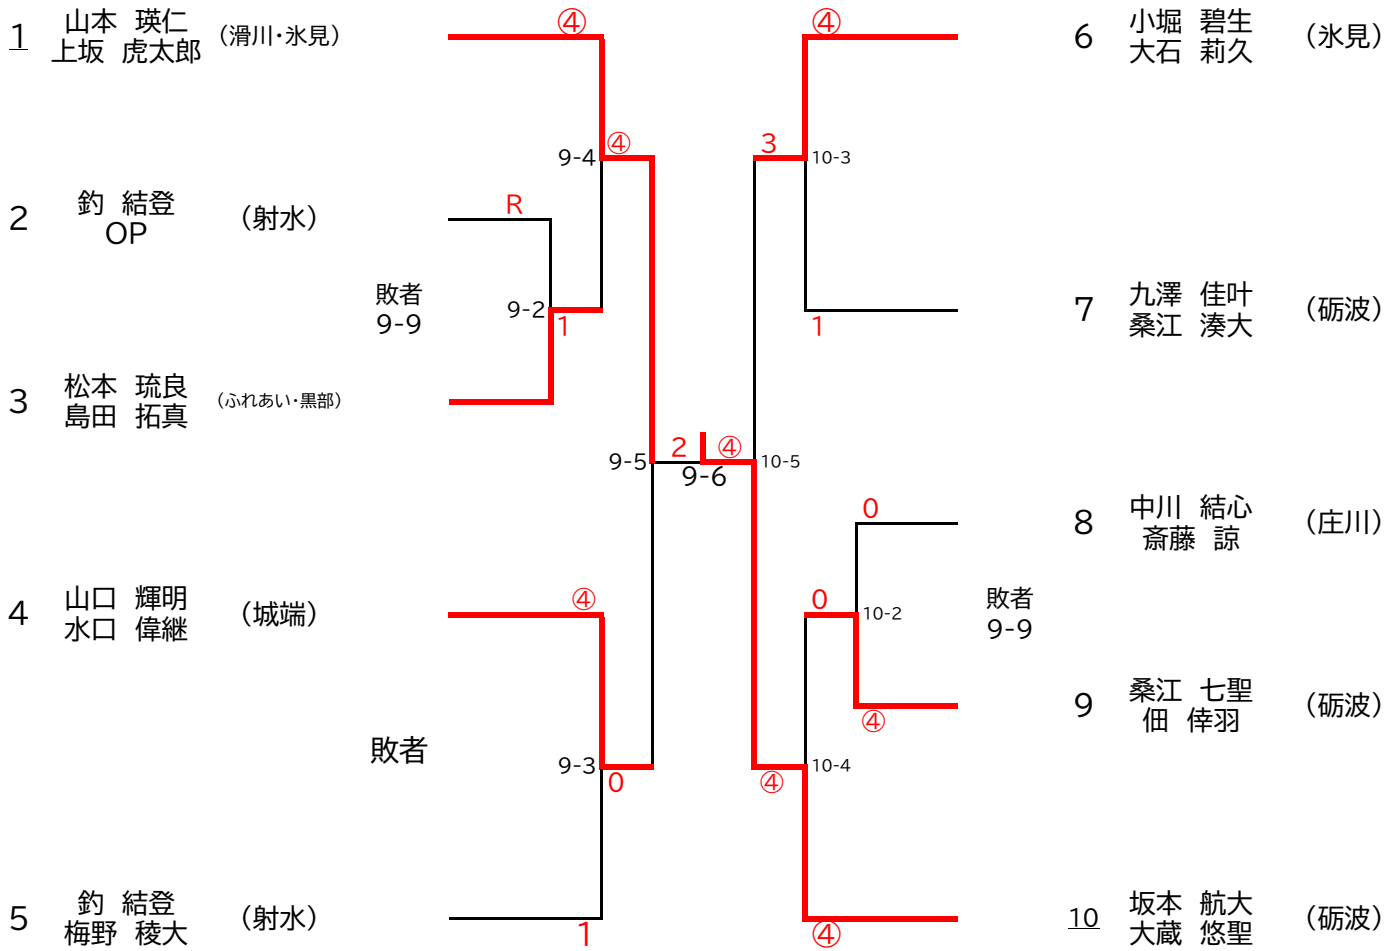 1
山本 瑛仁
上坂 虎太郎
（滑川・氷見）
④
④
6
小堀 碧生
大石 莉久
（氷見）
9-4
④
3
10-3
2
釣 結登
OP
（射水）
R
敗者
9-9
9-2
1
1
7
九澤 佳叶
桑江 湊大
（砺波）
3
松本 琉良
島田 拓真
（ふれあい・黒部）
9-5
2
④
9-6
10-5
0
8
中川 結心
斎藤 諒
（庄川）
4
山口 輝明
水口 偉継
（城端）
④
0
10-2
敗者
9-9
9
桑江 七聖
佃 倖羽
（砺波）
④
敗者
9-3
0
④
10-4
5
釣 結登
梅野 稜大
（射水）
1
④
10
坂本 航大
大蔵 悠聖
（砺波）